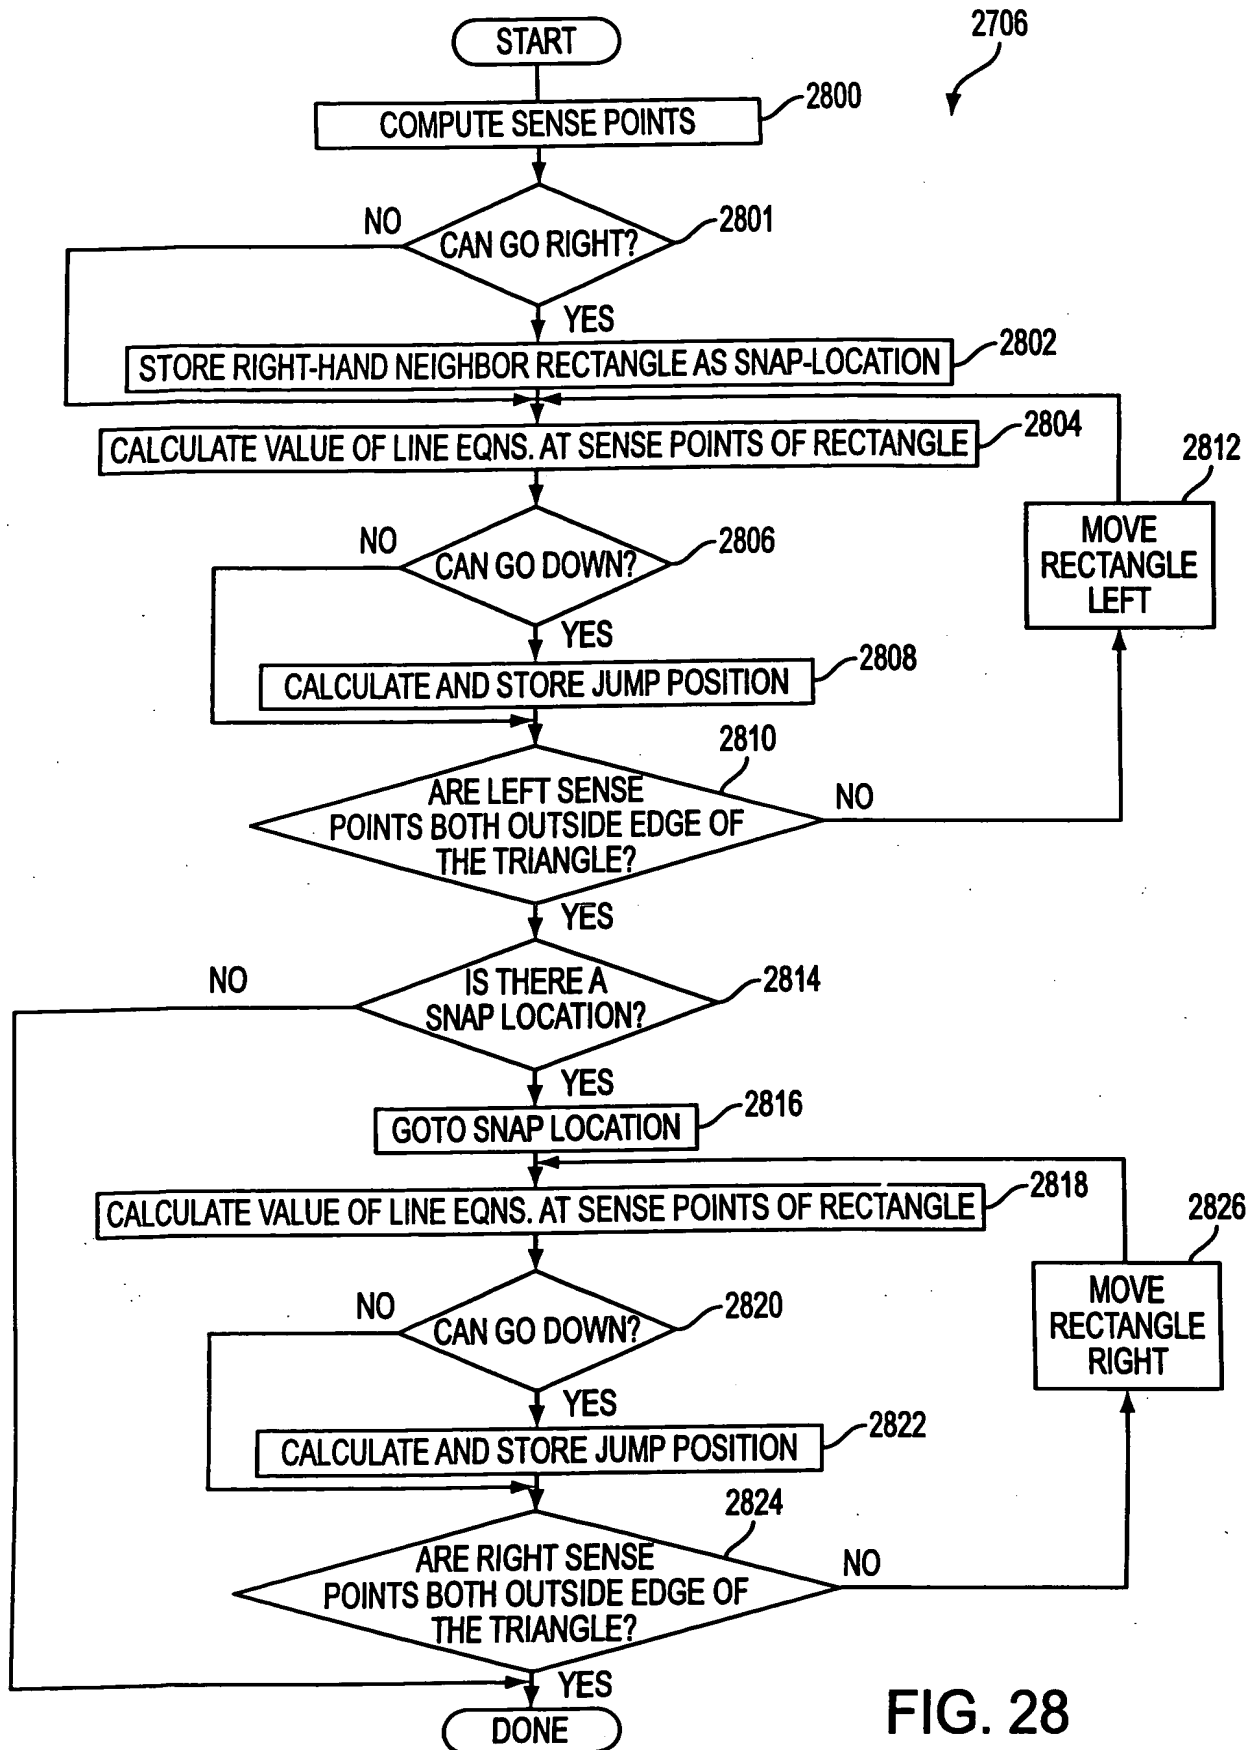 2706
START
2800
COMPUTE SENSE POINTS
NO
2801
CAN GO RIGHT?
YES
2802
STORE RIGHT-HAND NEIGHBOR RECTANGLE AS SNAP-LOCATION
2804
CALCULATE VALUE OF LINE EQNS. AT SENSE POINTS OF RECTANGLE
2812
MOVE
RECTANGLE
LEFT
NO
2806
CAN GO DOWN?
YES
2808
CALCULATE AND STORE JUMP POSITION
2810
ARE LEFT SENSE
POINTS BOTH OUTSIDE EDGE OF
THE TRIANGLE?
NO
YES
NO
IS THERE A
SNAP LOCATION?
2814
YES
2816
GOTO SNAP LOCATION
2818
CALCULATE VALUE OF LINE EQNS. AT SENSE POINTS OF RECTANGLE
2826
MOVE
RECTANGLE
RIGHT
NO
2820
CAN GO DOWN?
YES
2822
CALCULATE AND STORE JUMP POSITION
2824
ARE RIGHT SENSE
POINTS BOTH OUTSIDE EDGE OF
THE TRIANGLE?
NO
YES
DONE
FIG. 28